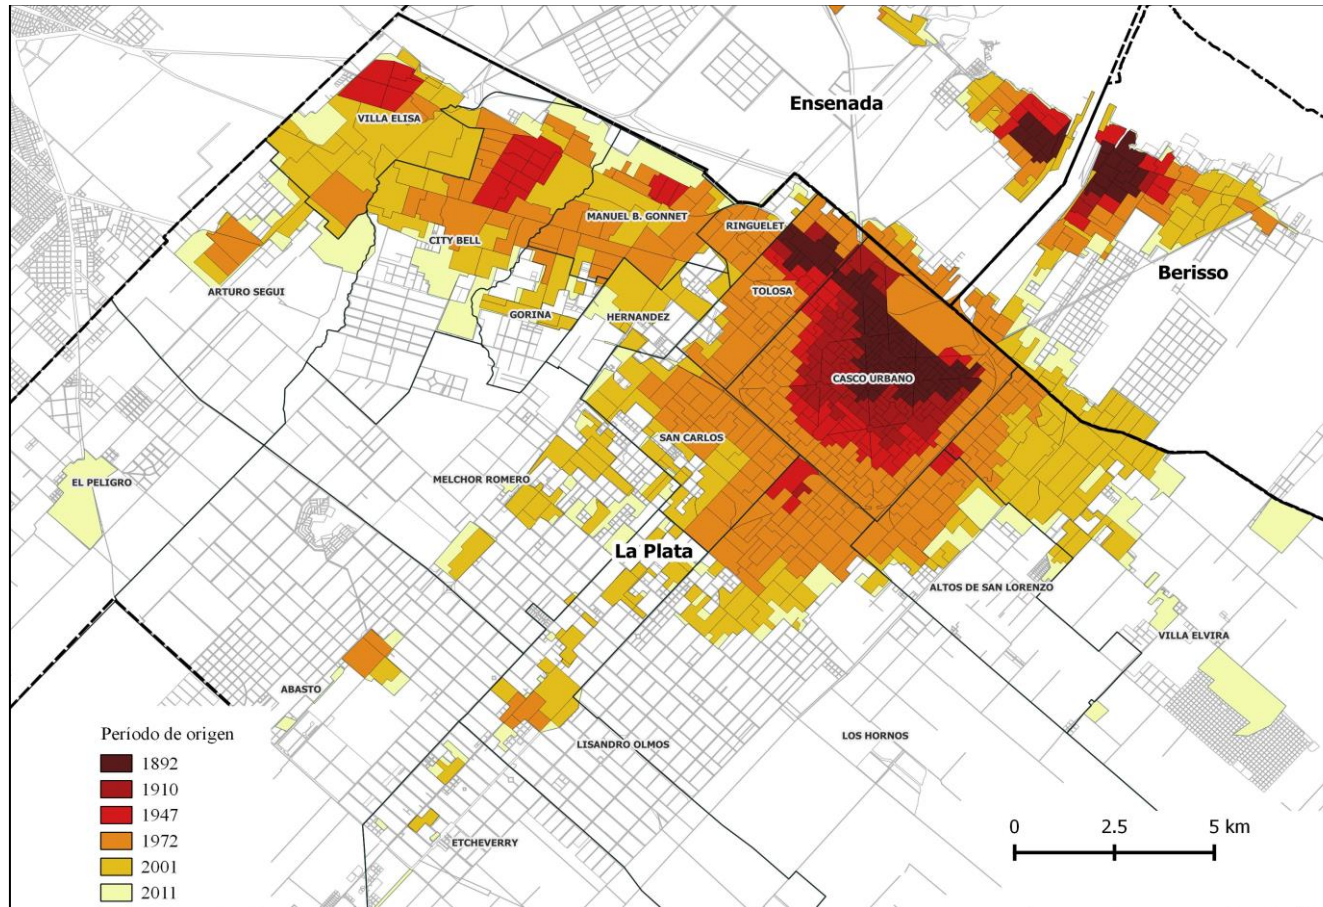 Ensenada
VILLA ELISA
MANUEL B. GONNET
RINGUELET
CITY BELL
Berisso
ARTURO SEGUI
TOLOSA
GORINA
HERNANDEZ
CASCO URBANO
SAN CARLOS
EL PELIGRO
MELCHOR ROMERO
La Plata
ALTOS DE SAN LORENZO
VILLA ELVIRA
ABASTO
LISANDRO OLMOS
LOS HORNOS
ETCHEVERRY
Período de origen
1892
1910
1947
1972
2001
2011
0 2.5 5 km